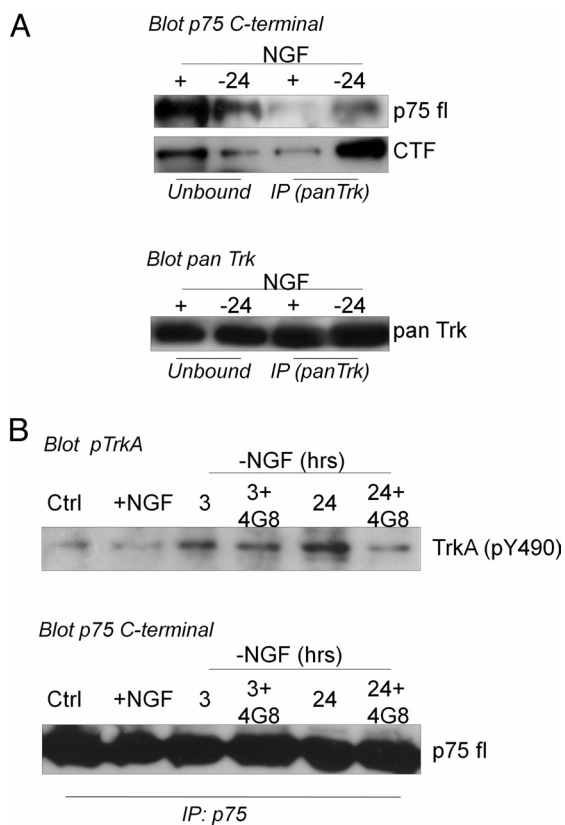 A
Blot p75 C-terminal
NGF
+ -24 + -24
p75 fl
CTF
Unbound IP (panTrk)
Blot pan Trk
NGF
+ -24 + -24
pan Trk
Unbound IP (panTrk)
B
Blot pTrkA
-NGF (hrs)
Ctrl +NGF 3 3+ 4G8 24 24+ 4G8
TrkA (pY490)
Blot p75 C-terminal
-NGF (hrs)
Ctrl +NGF 3 3+ 4G8 24 24+ 4G8
p75 fl
IP: p75